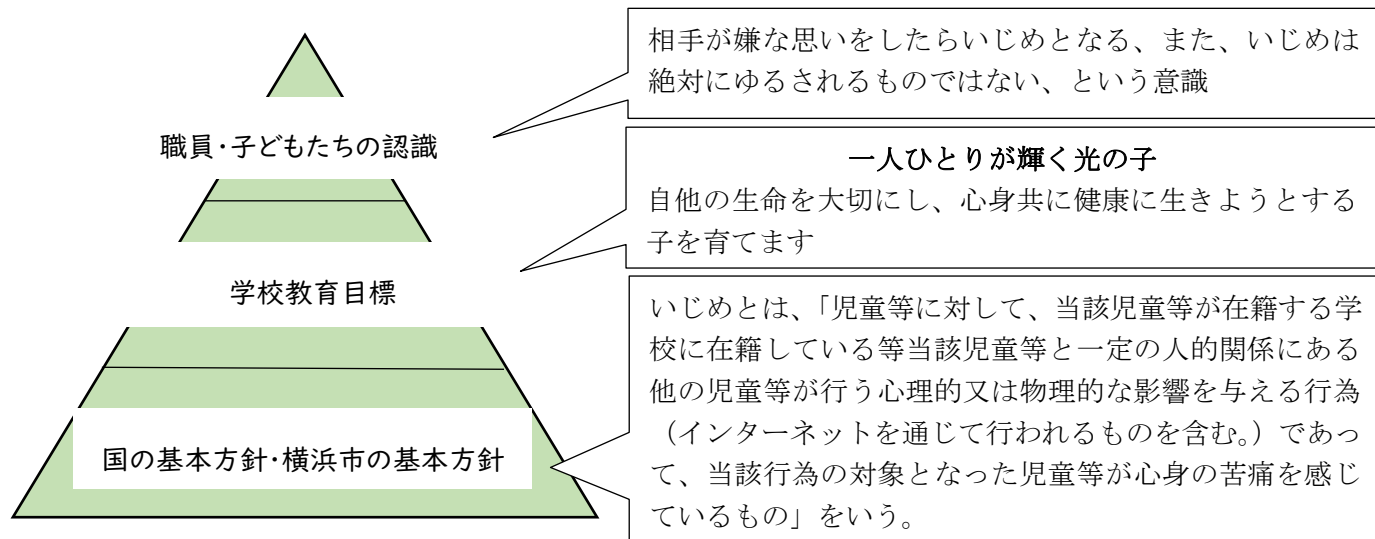 相手が嫌な思いをしたらいじめとなる、また、いじめは
絶対にゆるされるものではない、という意識
職員・子どもたちの認識
一人ひとりが輝く光の子
自他の生命を大切にし、心身共に健康に生きようとする
子を育てます
学校教育目標
いじめとは、「児童等に対して、当該児童等が在籍する学
校に在籍している等当該児童等と一定の人的関係にある
他の児童等が行う心理的又は物理的な影響を与える行為
（インターネットを通じて行われるものを含む。）であっ
て、当該行為の対象となった児童等が心身の苦痛を感じ
ているもの」をいう。
国の基本方針・横浜市の基本方針